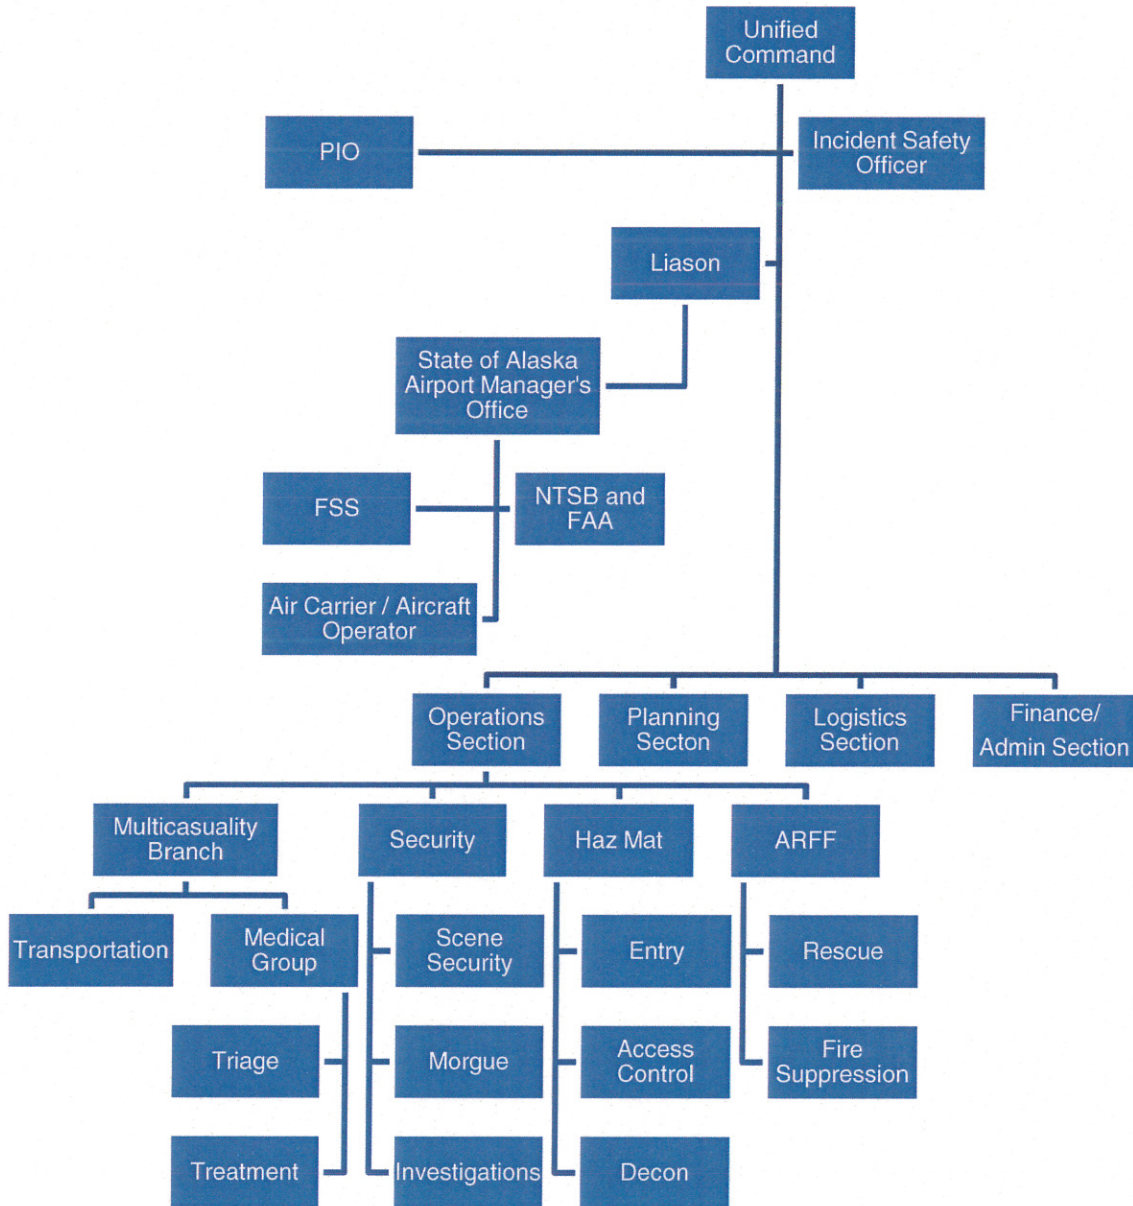 Unified
Command
PIO
Incident Safety
Officer
Liason
State of Alaska
Airport Manager's
Office
FSS
NTSB and
FAA
Air Carrier / Aircraft
Operator
Operations
Section
Planning
Secton
Logistics
Section
Finance/
Admin Section
Multicasuality
Branch
Security
Haz Mat
ARFF
Transportation
Medical
Group
Scene
Security
Entry
Rescue
Triage
Morgue
Access
Control
Fire
Suppression
Treatment
Investigations
Decon